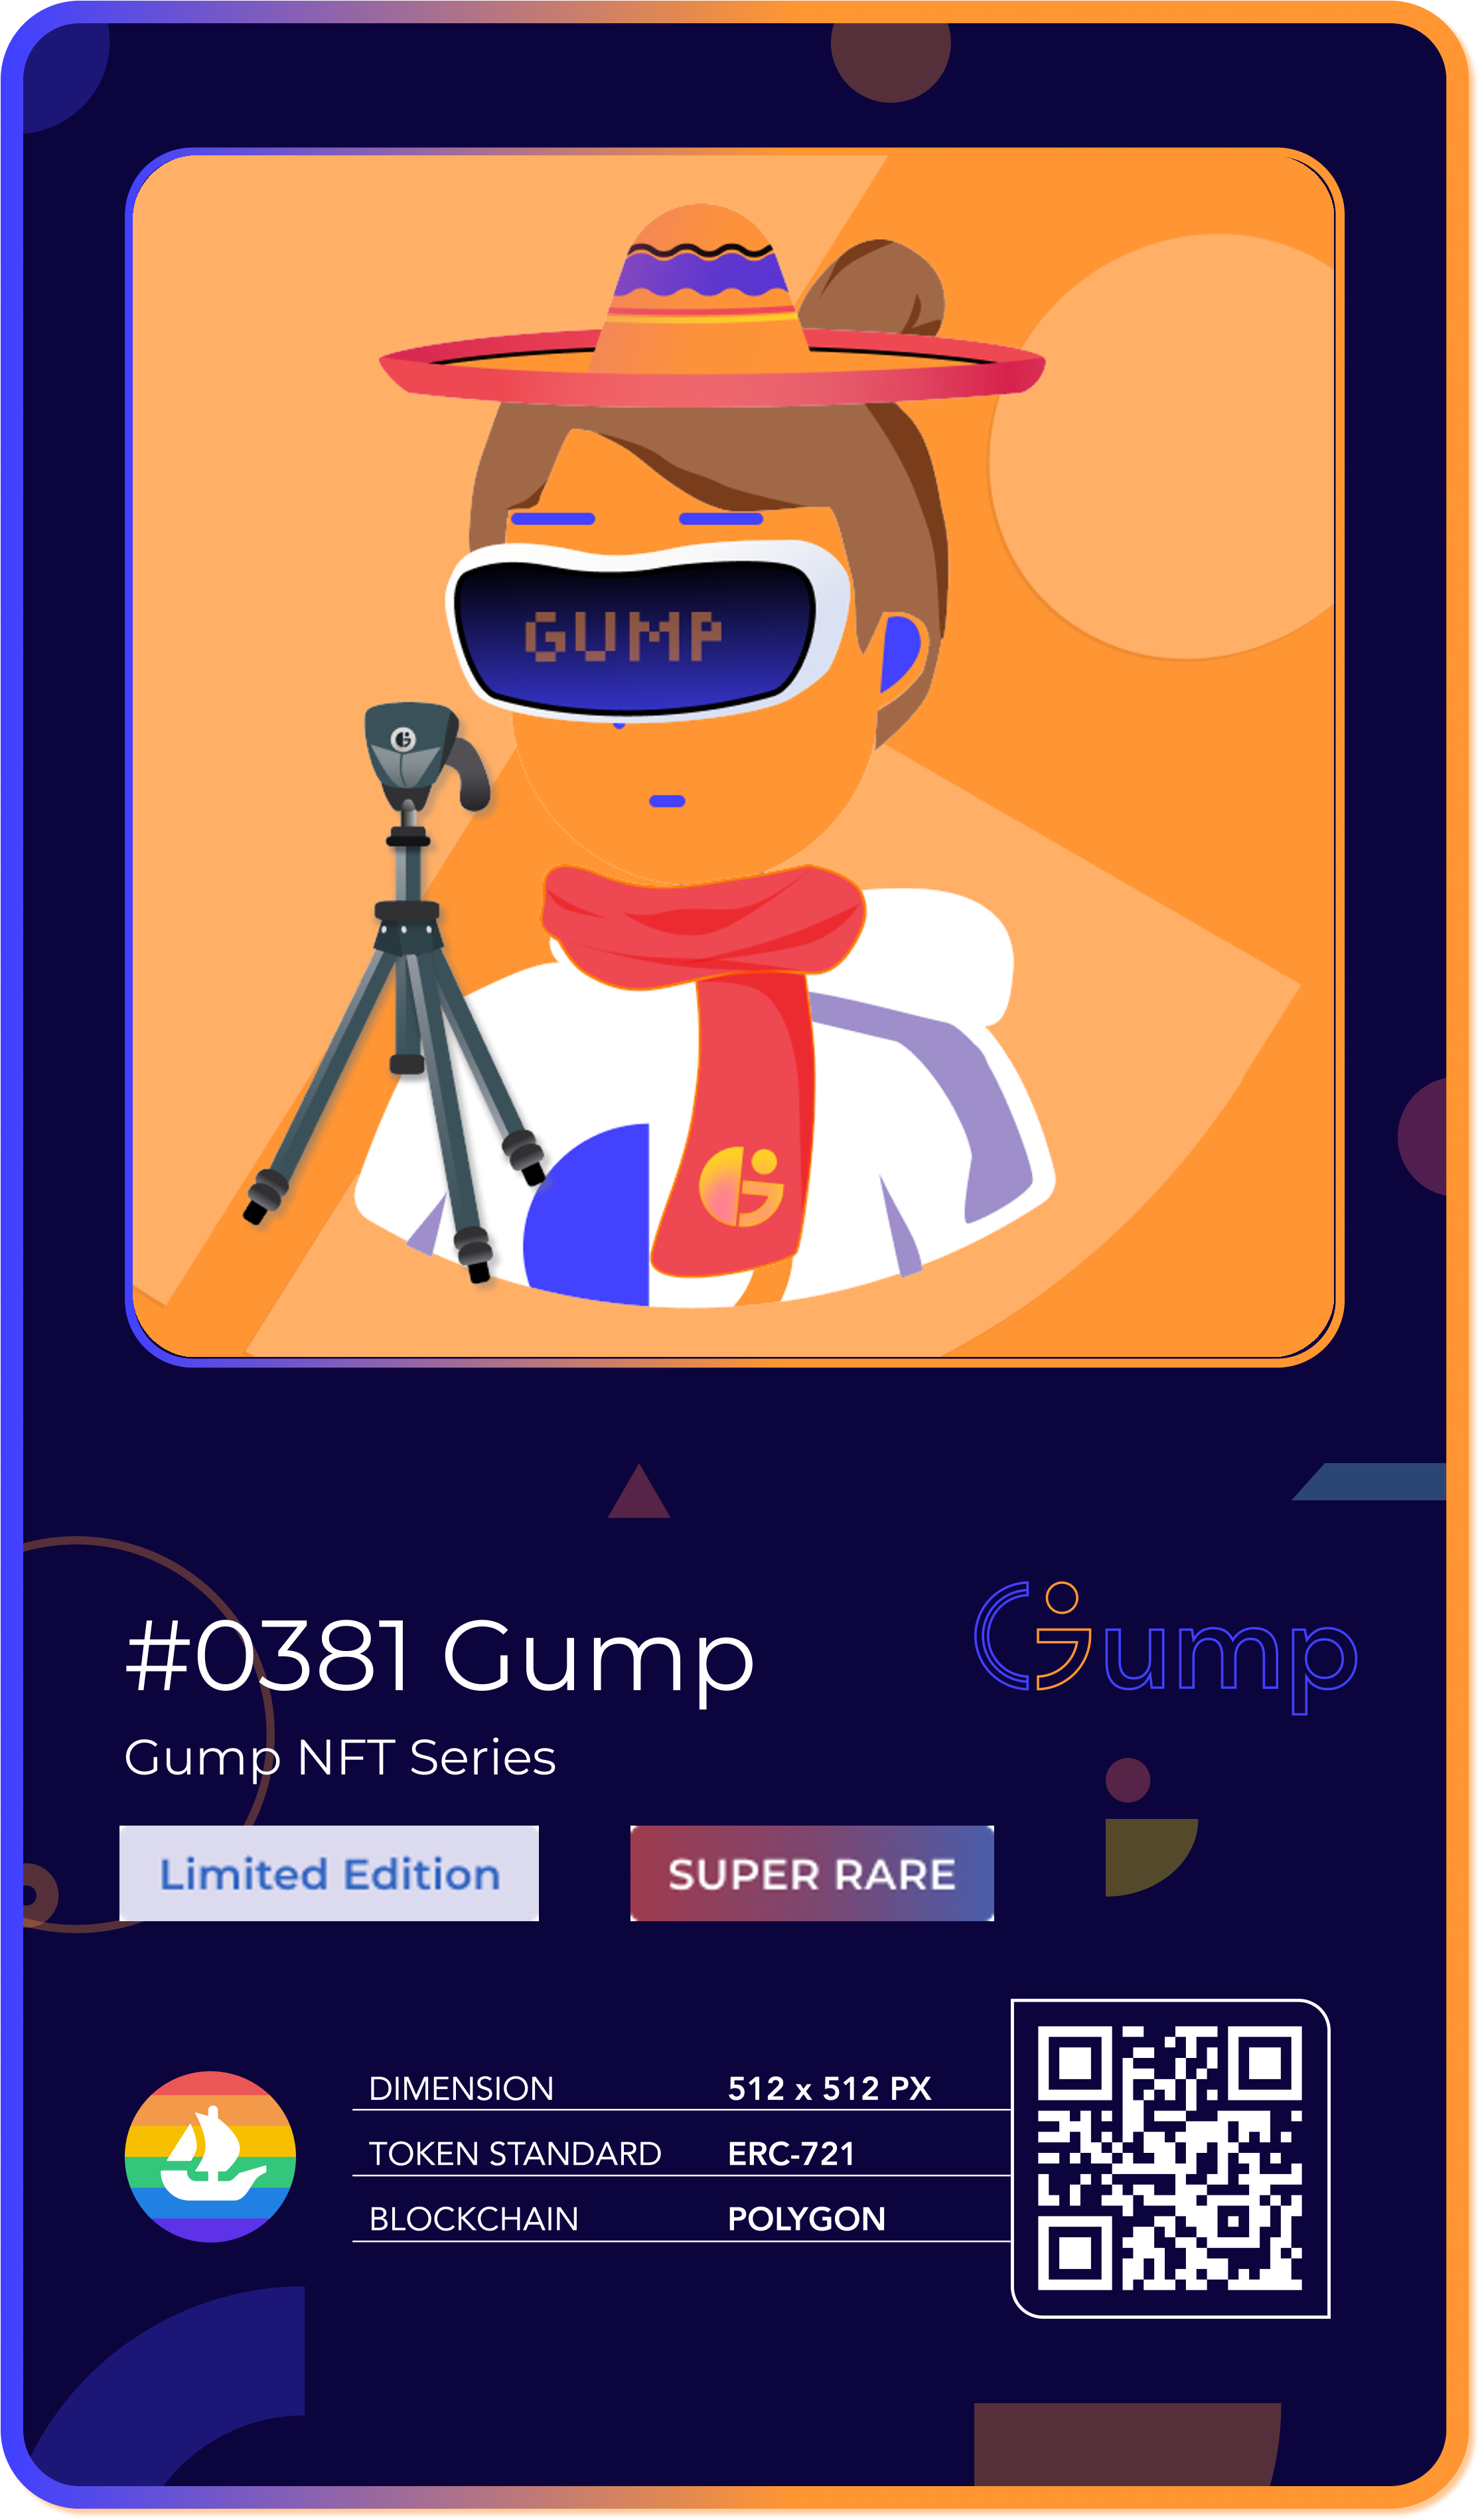 GUMP
#0381 Gump
Gump
Gump NFT Series
Limited Edition
SUPER RARE
DIMENSION 512 x 512 PX
TOKEN STANDARD ERC-721
BLOCKCHAIN POLYGON